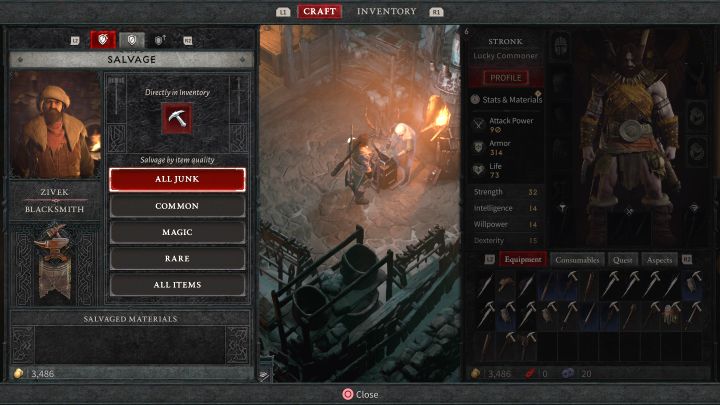 L1 CRAFT INVENTORY R1
L2 R2
SALVAGE
Directly in Inventory
Salvage by item quality
ALL JUNK
COMMON
MAGIC
RARE
ALL ITEMS
ZIVEK
BLACKSMITH
SALVAGED MATERIALS
3,486
6
STRONK
Lucky Commoner
PROFILE
Stats & Materials
Attack Power
90
Armor
314
Life
73
Strength 32
Intelligence 14
Willpower 14
Dexterity 15
L2 Equipment Consumables Quest Aspects R2
3,486 0 20
Close